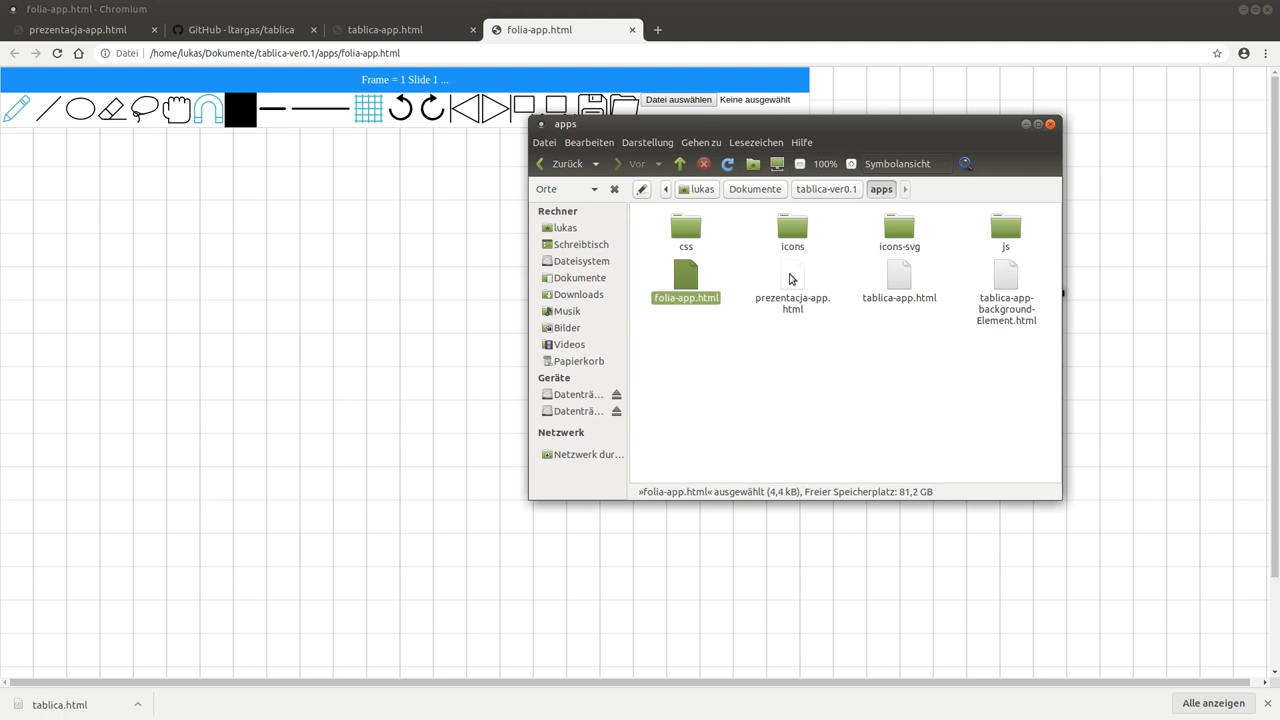 folia-app.html - Chromium
prezentacja-app.html
GitHub - ltargas/tablica
tablica-app.html
folia-app.html
Datei
/home/lukas/Dokumente/tablica-ver0.1/apps/folia-app.html
Frame = 1 Slide 1 ...
Datei auswählen Keine ausgewählt
apps
Datei Bearbeiten Darstellung Gehen zu Lesezeichen Hilfe
Zurück Vor 100% Symbolansicht
Orte
lukas Dokumente tablica-ver0.1 apps
Rechner
lukas
Schreibtisch
Dateisystem
Dokumente
Downloads
Musik
Bilder
Videos
Papierkorb
Geräte
Datenträ...
Datenträ...
Netzwerk
Netzwerk dur...
css
icons
icons-svg
js
folia-app.html
prezentacja-app.
html
tablica-app.html
tablica-app-
background-
Element.html
»folia-app.html« ausgewählt (4,4 kB), Freier Speicherplatz: 81,2 GB
tablica.html
Alle anzeigen